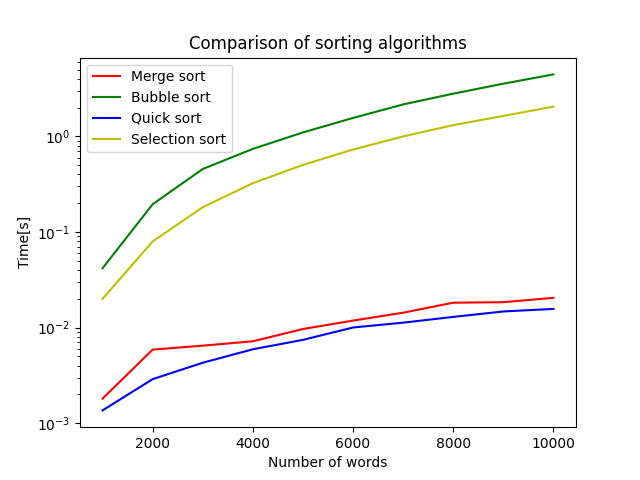 Comparison of sorting algorithms
Merge sort
Bubble sort
Quick sort
Selection sort
10⁰
10⁻¹
10⁻²
10⁻³
Time[s]
2000 4000 6000 8000 10000
Number of words